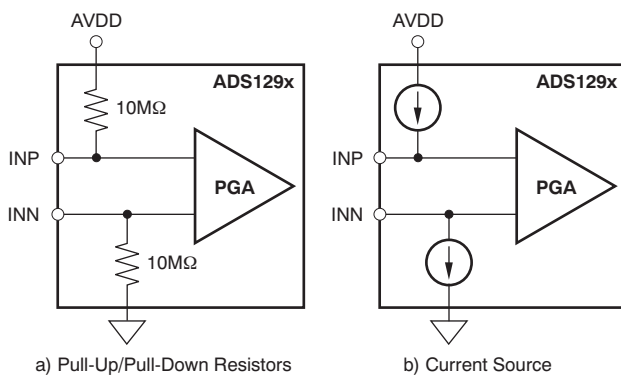 AVDD
ADS129x
10MΩ
INP
PGA
INN
10MΩ
a) Pull-Up/Pull-Down Resistors
AVDD
ADS129x
INP
PGA
INN
b) Current Source